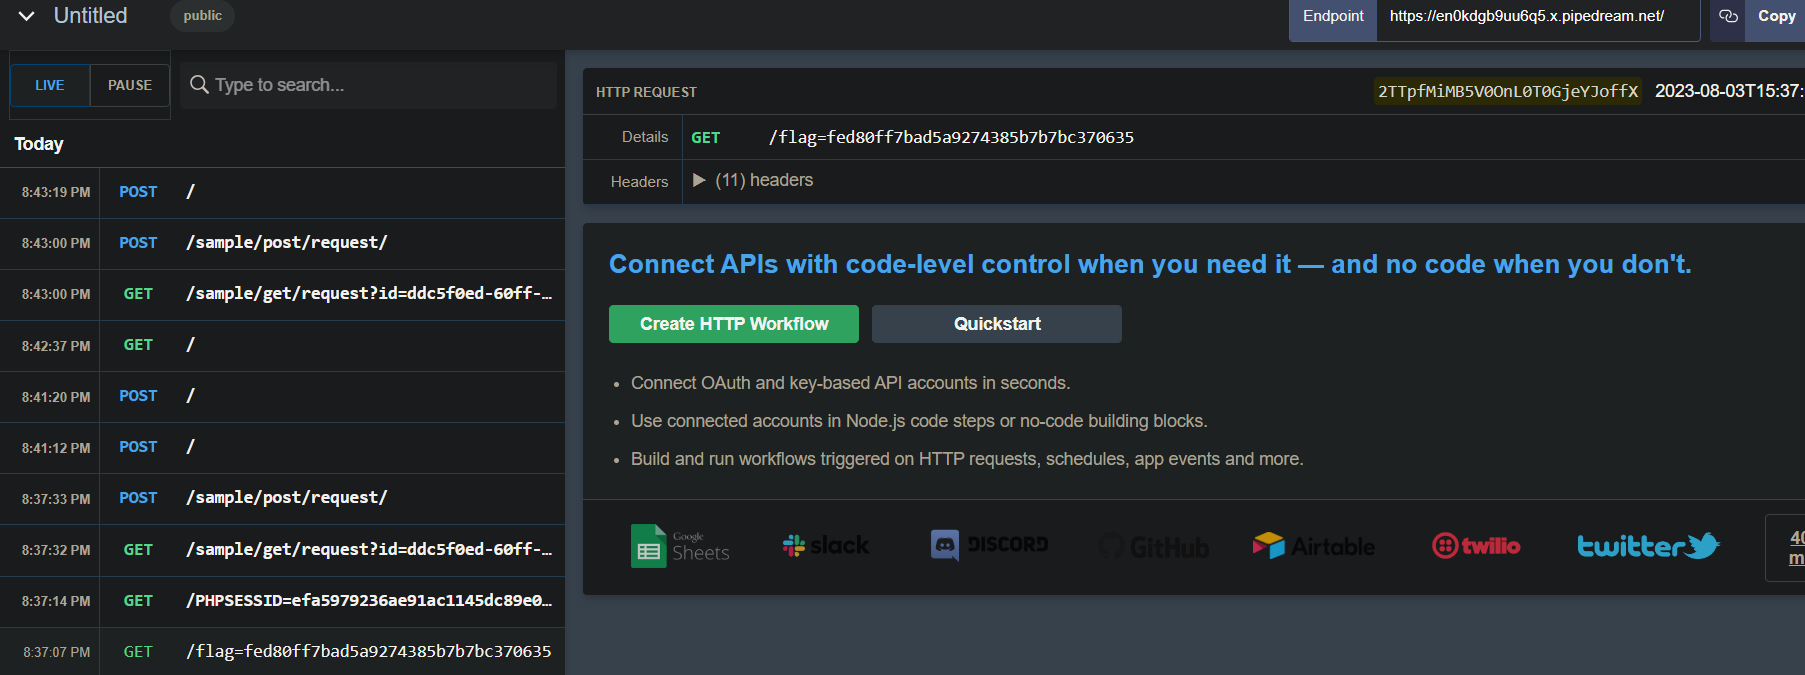 Untitled
public
Endpoint
https://en0kdgb9uu6q5.x.pipedream.net/
Copy
LIVE
PAUSE
Type to search...
Today
8:43:19 PM POST /
8:43:00 PM POST /sample/post/request/
8:43:00 PM GET /sample/get/request?id=ddc5f0ed-60ff-…
8:42:37 PM GET /
8:41:20 PM POST /
8:41:12 PM POST /
8:37:33 PM POST /sample/post/request/
8:37:32 PM GET /sample/get/request?id=ddc5f0ed-60ff-…
8:37:14 PM GET /PHPSESSID=efa5979236ae91ac1145dc89e0…
8:37:07 PM GET /flag=fed80ff7bad5a9274385b7b7bc370635
HTTP REQUEST
2TTpfMiMB5V0OnL0T0GjeYJoffX 2023-08-03T15:37:
Details GET /flag=fed80ff7bad5a9274385b7b7bc370635
Headers (11) headers
Connect APIs with code-level control when you need it — and no code when you don't.
Create HTTP Workflow
Quickstart
• Connect OAuth and key-based API accounts in seconds.
• Use connected accounts in Node.js code steps or no-code building blocks.
• Build and run workflows triggered on HTTP requests, schedules, app events and more.
Google
Sheets
slack
DISCORD
GitHub
Airtable
twilio
twitter
40
m